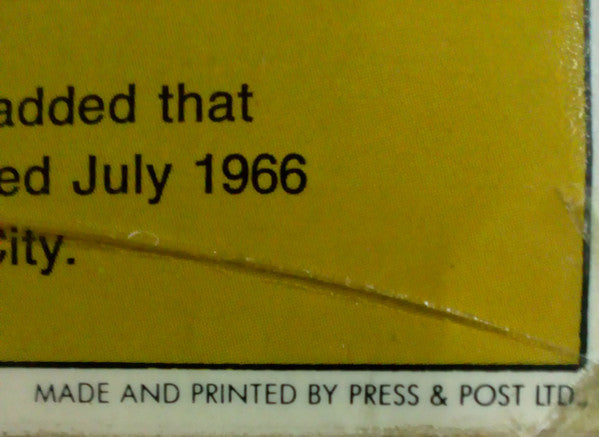 added that
ed July 1966
City.
MADE AND PRINTED BY PRESS & POST LTD.